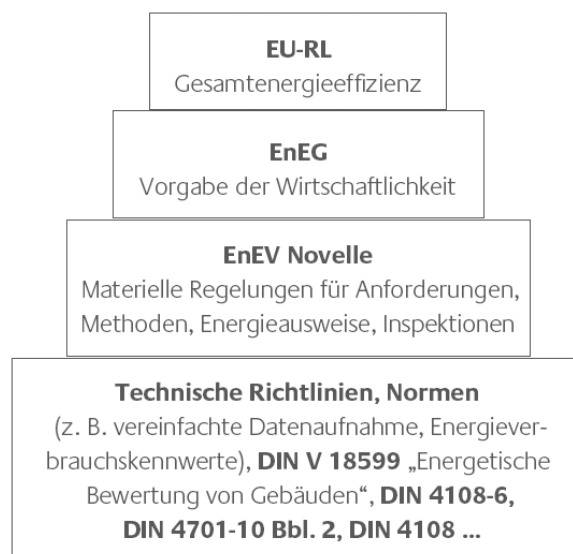 EU-RL
Gesamtenergieeffizienz
EnEG
Vorgabe der Wirtschaftlichkeit
EnEV Novelle
Materielle Regelungen für Anforderungen,
Methoden, Energieausweise, Inspektionen
Technische Richtlinien, Normen
(z. B. vereinfachte Datenaufnahme, Energiever-
brauchskennwerte), DIN V 18599 „Energetische
Bewertung von Gebäuden“, DIN 4108-6,
DIN 4701-10 Bbl. 2, DIN 4108 ...